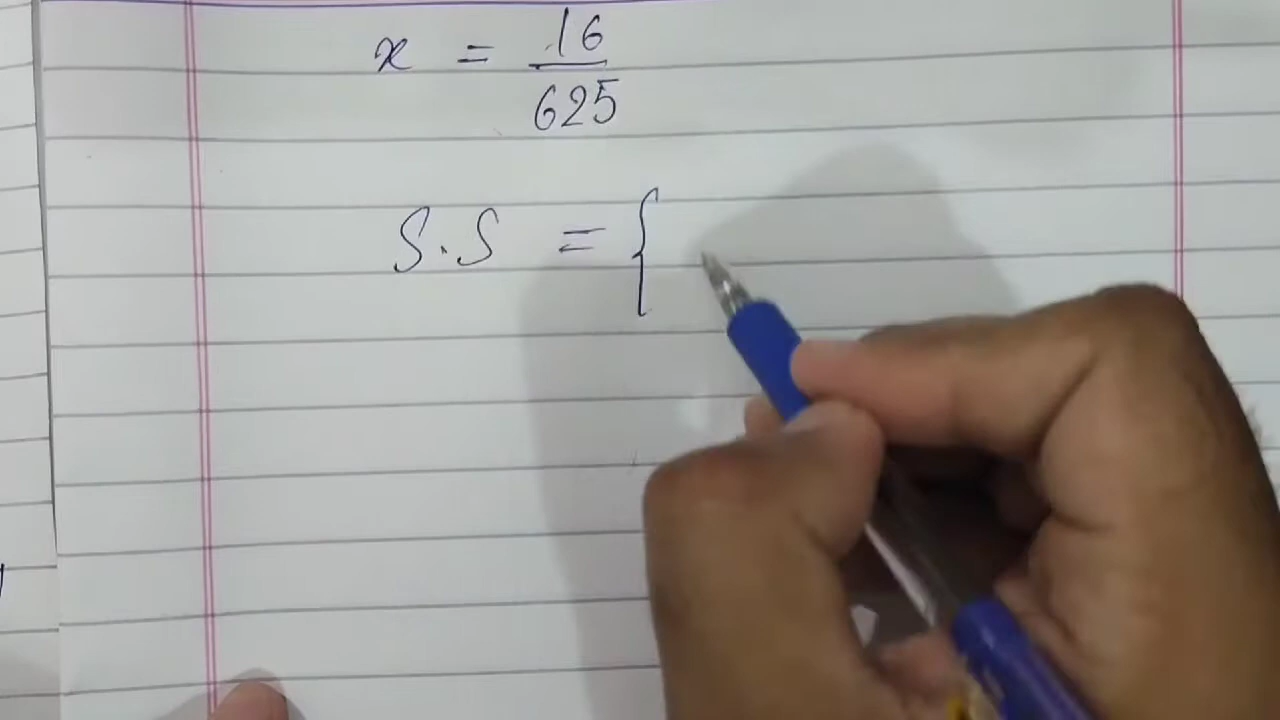 x = 16/625
S.S = {